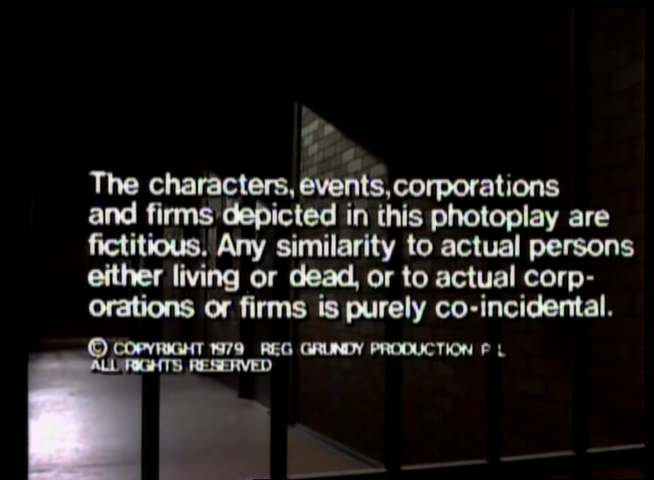 The characters, events, corporations
and firms depicted in this photoplay are
fictitious. Any similarity to actual persons
either living or dead, or to actual corp-
orations or firms is purely co-incidental.
© COPYRIGHT 1979 REG GRUNDY PRODUCTION P L
ALL RIGHTS RESERVED